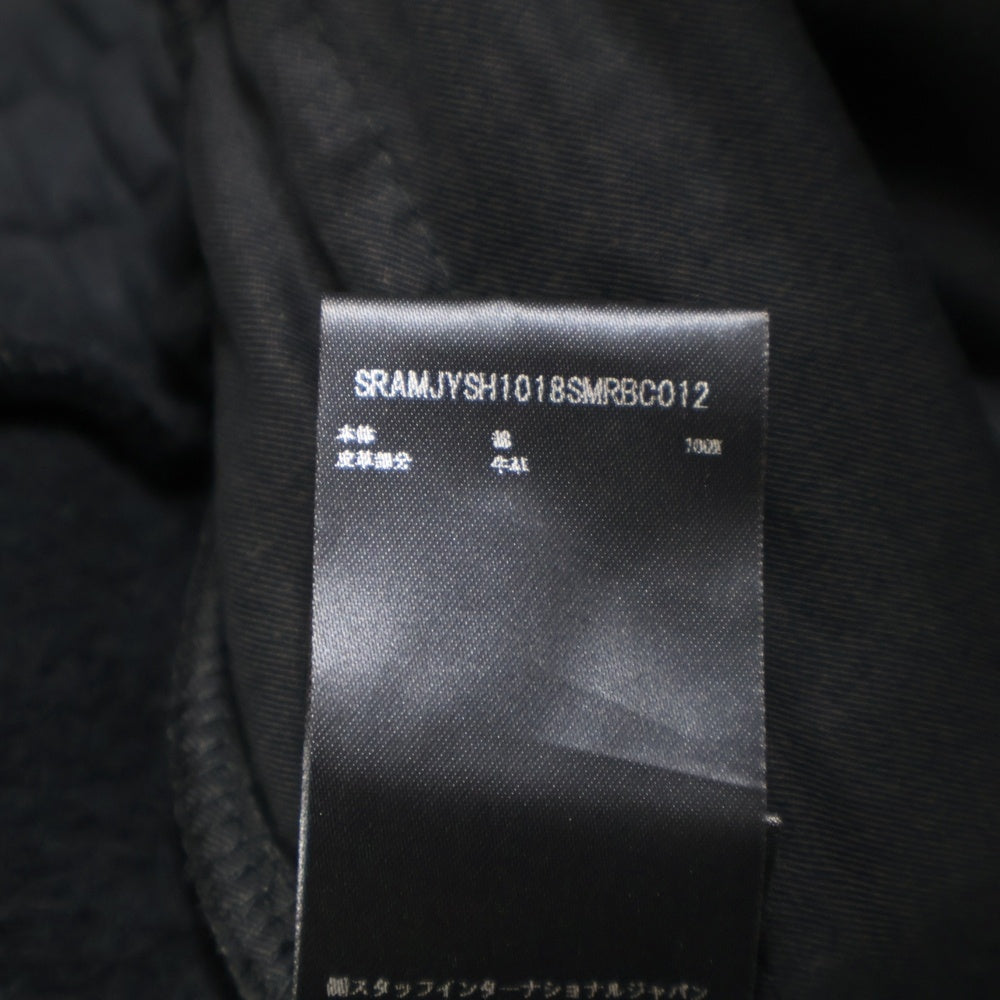 SRAMJYSH1018SMRBC012
本体 綿 100%
皮革部分 牛革
㈱スタッフインターナショナルジャパン